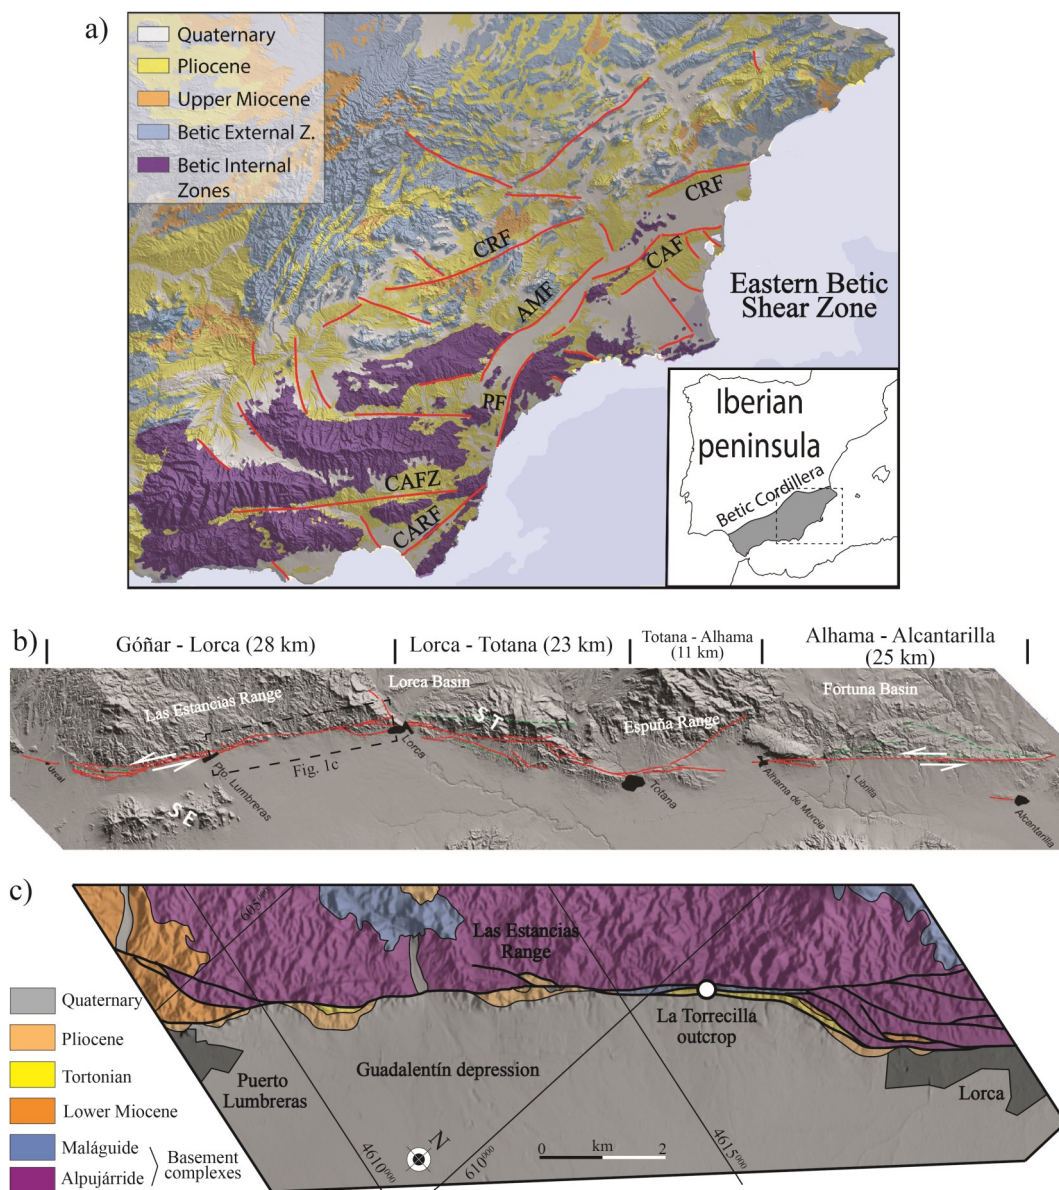 a)
Quaternary
Pliocene
Upper Miocene
Betic External Z.
Betic Internal
Zones
CRF
CRF
CAF
AMF
Eastern Betic
Shear Zone
PF
CAFZ
CARF
Iberian
peninsula
Betic Cordillera
b)
Góñar - Lorca (28 km)
Lorca - Totana (23 km)
Totana - Alhama
(11 km)
Alhama - Alcantarilla
(25 km)
Las Estancias Range
Lorca Basin
ST
Espuña Range
Fortuna Basin
Urcal
Pto. Lumbreras
Fig. 1c
Lorca
SE
Totana
Alhama de Murcia
Librilla
Alcantarilla
c)
605000
Las Estancias
Range
Quaternary
Pliocene
Tortonian
Lower Miocene
Maláguide
Alpujárride
Basement
complexes
La Torrecilla
outcrop
Guadalentín depression
Puerto
Lumbreras
Lorca
4610000
N
610000
0 km 2
4615000